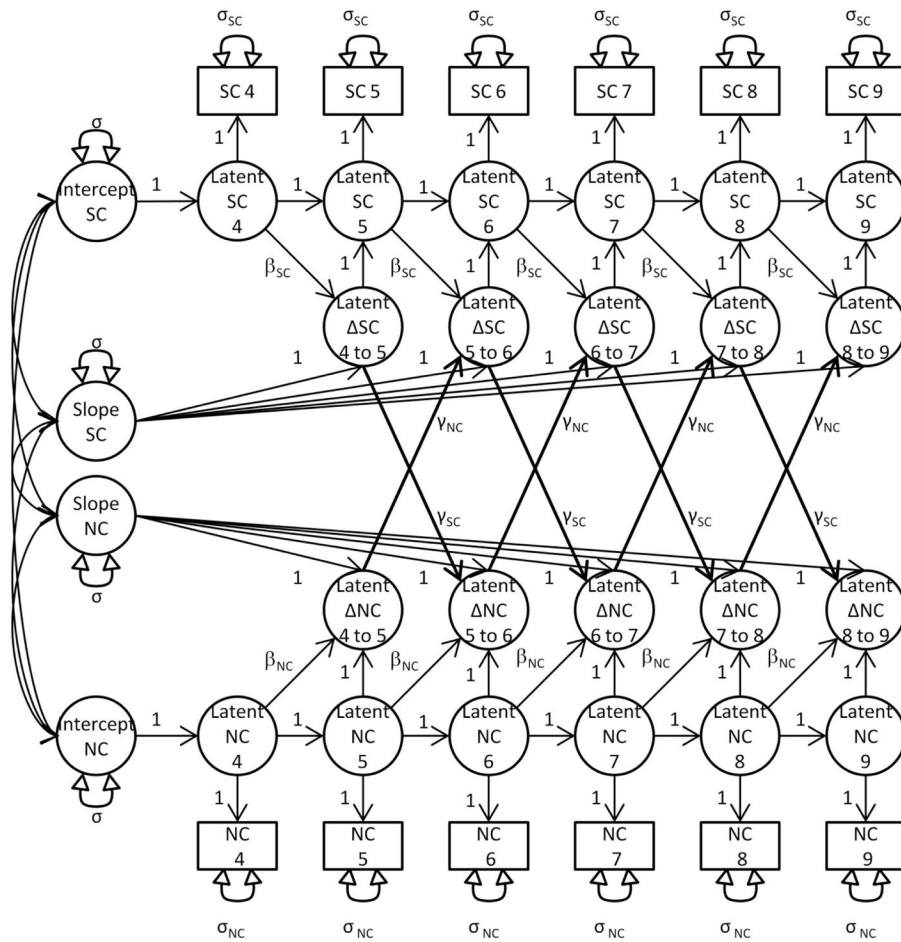 σSC σSC σSC σSC σSC σSC
SC 4 SC 5 SC 6 SC 7 SC 8 SC 9
σ 1 1 1 1 1 1
Intercept 1 Latent 1 Latent 1 Latent 1 Latent 1 Latent 1 Latent
SC SC SC SC SC SC SC
4 5 6 7 8 9
βSC 1 βSC 1 βSC 1 βSC 1 βSC 1
Latent Latent Latent Latent Latent
σ ΔSC ΔSC ΔSC ΔSC ΔSC
1 4 to 5 1 5 to 6 1 6 to 7 1 7 to 8 1 8 to 9
Slope
SC
γNC γNC γNC γNC
Slope
NC
γSC γSC γSC γSC
σ 1 Latent 1 Latent 1 Latent 1 Latent 1 Latent
ΔNC ΔNC ΔNC ΔNC ΔNC
4 to 5 5 to 6 6 to 7 7 to 8 8 to 9
βNC 1 βNC 1 βNC 1 βNC 1 βNC 1
Intercept 1 Latent 1 Latent 1 Latent 1 Latent 1 Latent 1 Latent
NC NC NC NC NC NC NC
4 5 6 7 8 9
1 1 1 1 1 1
σ NC NC NC NC NC NC
4 5 6 7 8 9
σNC σNC σNC σNC σNC σNC